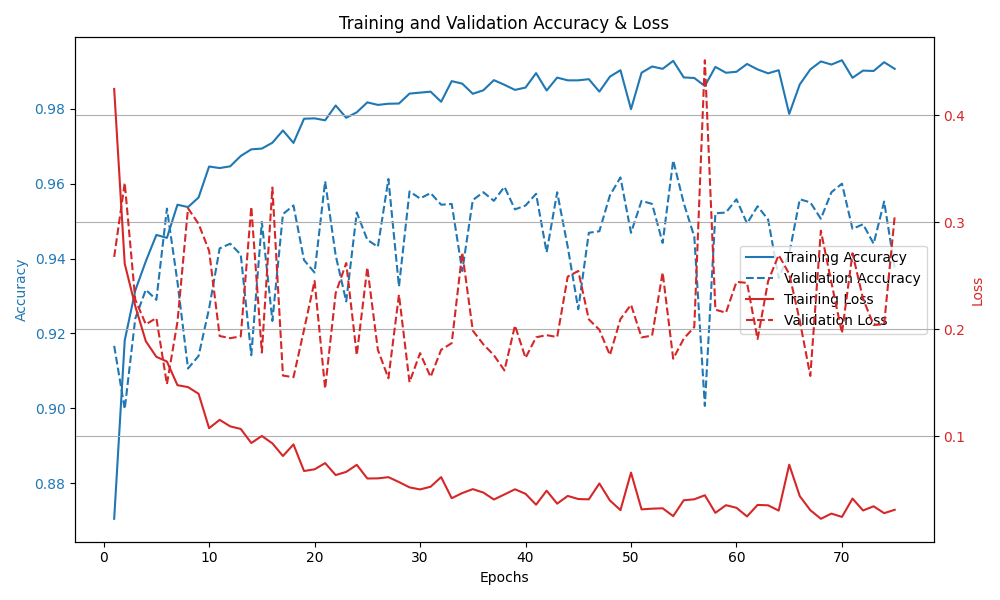 Training and Validation Accuracy & Loss
0.98
0.96
0.94
0.92
0.90
0.88
Accuracy
0.4
0.3
0.2
0.1
Loss
Training Accuracy
Validation Accuracy
Training Loss
Validation Loss
0 10 20 30 40 50 60 70
Epochs